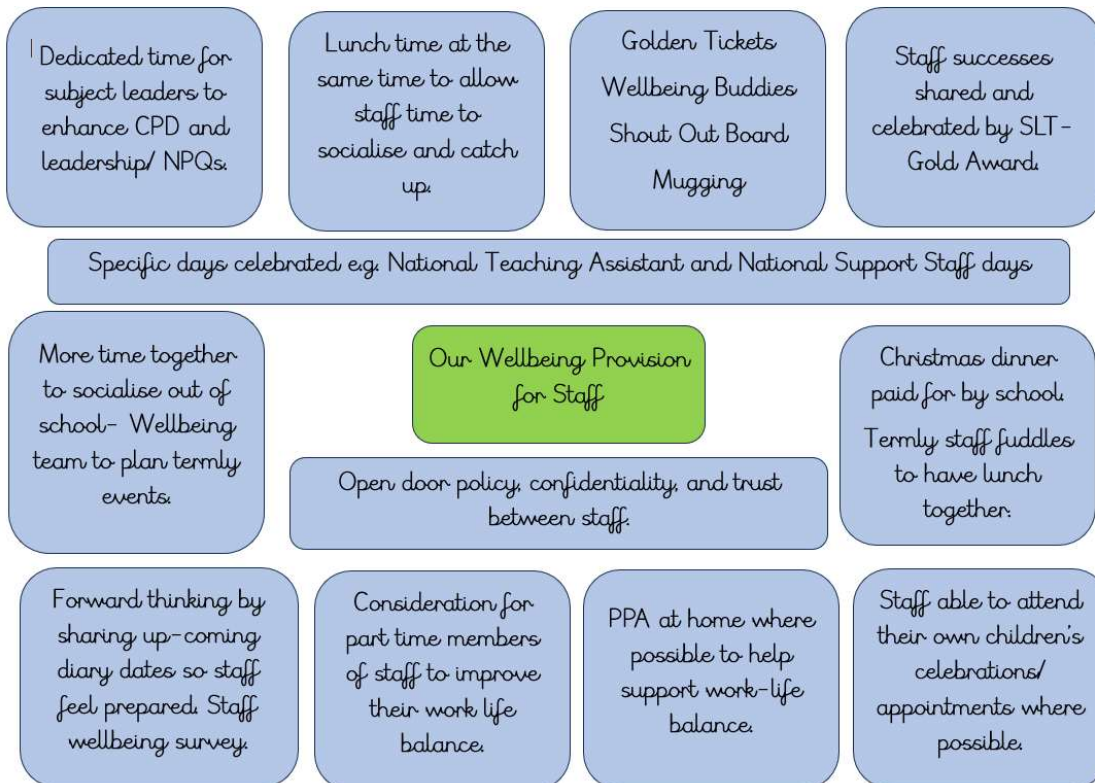 Dedicated time for
subject leaders to
enhance CPD and
leadership/ NPQs.
Lunch time at the
same time to allow
staff time to
socialise and catch
up.
Golden Tickets
Wellbeing Buddies
Shout Out Board
Mugging
Staff successes
shared and
celebrated by SLT-
Gold Award.
Specific days celebrated e.g. National Teaching Assistant and National Support Staff days
More time together
to socialise out of
school- Wellbeing
team to plan termly
events.
Our Wellbeing Provision
for Staff
Christmas dinner
paid for by school.
Termly staff fuddles
to have lunch
together.
Open door policy, confidentiality, and trust
between staff.
Forward thinking by
sharing up-coming
diary dates so staff
feel prepared. Staff
wellbeing survey.
Consideration for
part time members
of staff to improve
their work life
balance.
PPA at home where
possible to help
support work-life
balance.
Staff able to attend
their own children's
celebrations/
appointments where
possible.